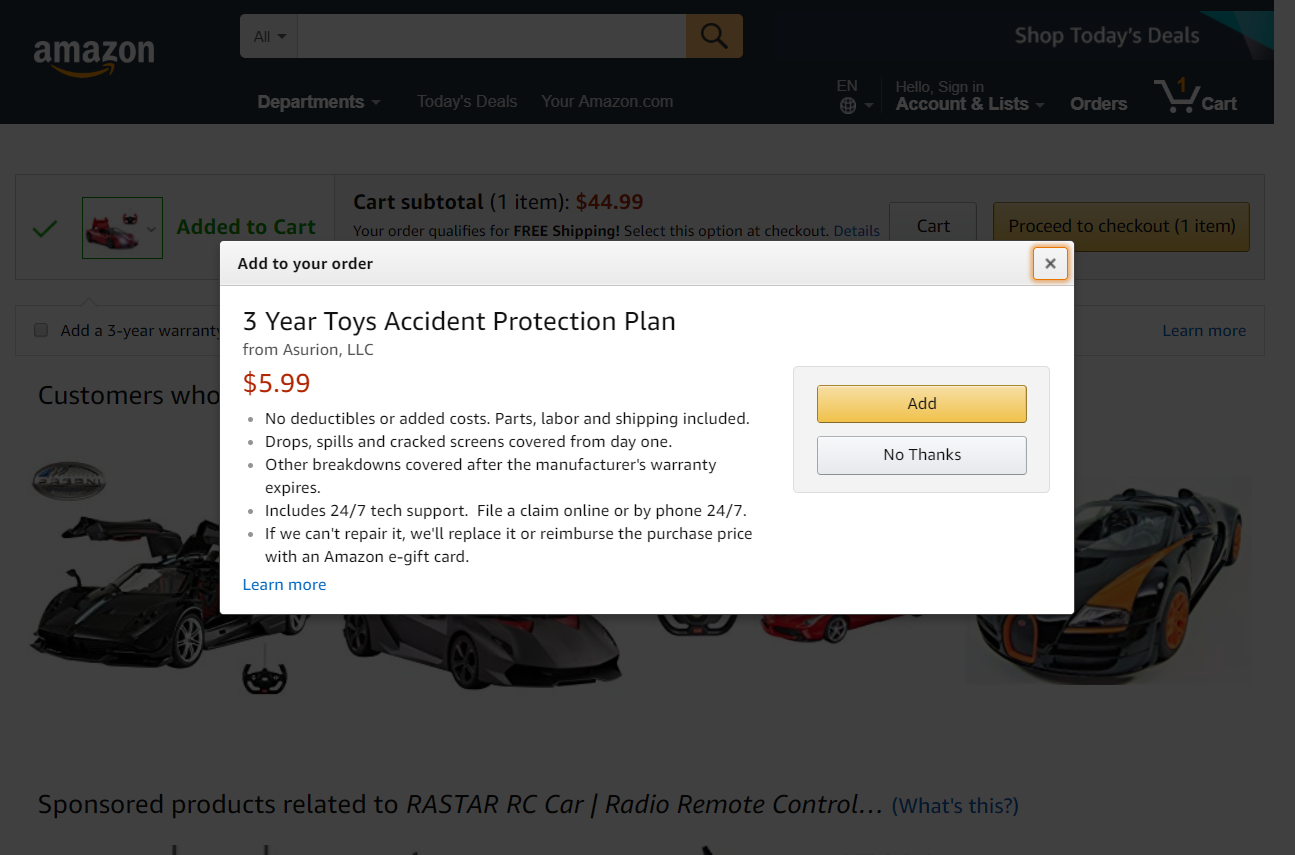 amazon
All
Shop Today's Deals
Departments
Today's Deals
Your Amazon.com
EN
Hello, Sign in
Account & Lists
Orders
1
Cart
Added to Cart
Cart subtotal (1 item): $44.99
Your order qualifies for FREE Shipping! Select this option at checkout. Details
Cart
Proceed to checkout (1 item)
Add to your order
×
Add a 3-year warranty
Learn more
3 Year Toys Accident Protection Plan
from Asurion, LLC
$5.99
• No deductibles or added costs. Parts, labor and shipping included.
• Drops, spills and cracked screens covered from day one.
• Other breakdowns covered after the manufacturer's warranty
expires.
• Includes 24/7 tech support. File a claim online or by phone 24/7.
• If we can't repair it, we'll replace it or reimburse the purchase price
with an Amazon e-gift card.
Learn more
Add
No Thanks
Customers who
Sponsored products related to RASTAR RC Car | Radio Remote Control… (What's this?)